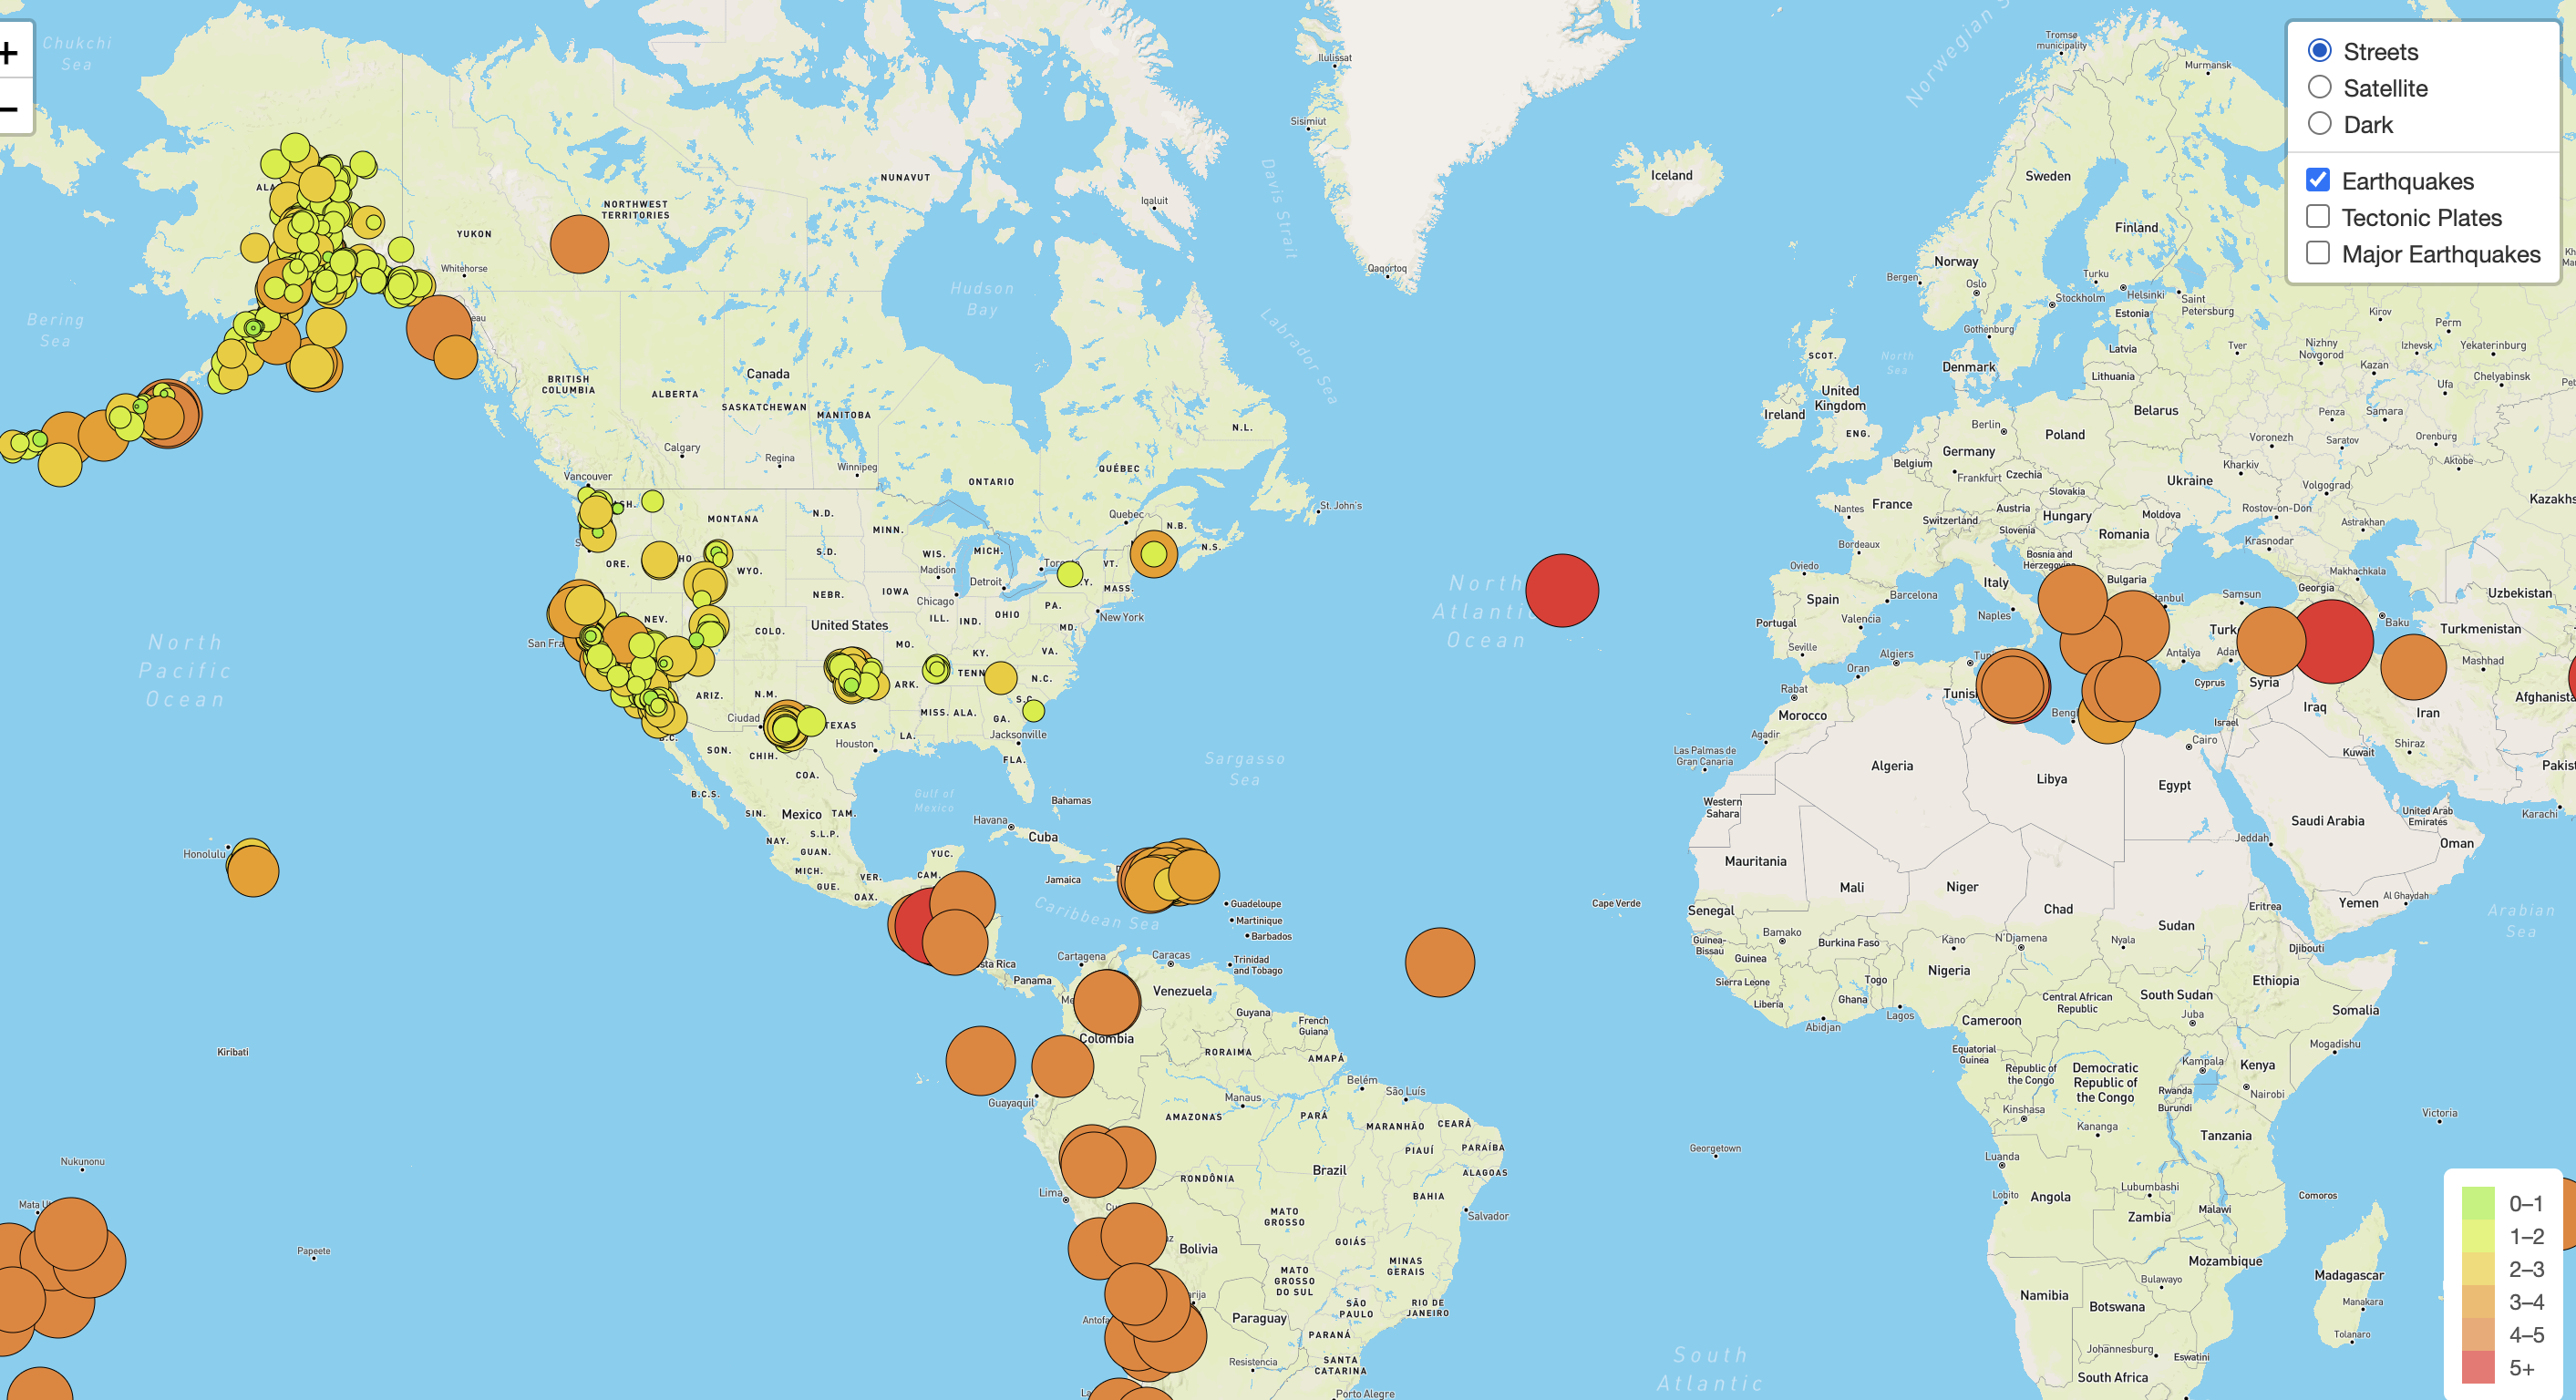 +
−
Chukchi
Sea
Bering
Sea
North
Pacific
Ocean
Honolulu
Kiribati
Nukunonu
Papeete
YUKON
Whitehorse
NORTHWEST
TERRITORIES
NUNAVUT
Iqaluit
Hudson
Bay
Davis Strait
Labrador Sea
Ilulissat
Sisimiut
Qaqortoq
Iceland
Norwegian S
BRITISH
COLUMBIA
ALBERTA
Canada
SASKATCHEWAN
MANITOBA
Calgary
Regina
Winnipeg
Vancouver
ONTARIO
QUÉBEC
N.L.
Quebec
N.B.
N.S.
St. John's
MONTANA
N.D.
MINN.
S.D.
WIS.
MICH.
Madison
Detroit
VT.
MASS.
ORE.
WYO.
NEBR.
IOWA
Chicago
ILL.
IND.
OHIO
PA.
New York
MD.
NEV.
COLO.
United States
MO.
KY.
VA.
TENN
N.C.
ARK.
ARIZ.
N.M.
MISS.
ALA.
GA.
S.C.
TEXAS
LA.
Ciudad
Houston
Jacksonville
FLA.
SON.
CHIH.
COA.
B.C.S.
SIN.
Mexico
TAM.
S.L.P.
NAY.
GUAN.
MICH.
GUE.
VER.
OAX.
YUC.
CAM.
Gulf of
Mexico
Bahamas
Havana
Cuba
Jamaica
Caribbean Sea
Sargasso
Sea
Guadeloupe
Martinique
Barbados
Trinidad
and Tobago
Panama
Cartagena
Caracas
Venezuela
Colombia
Guyana
French
Guiana
RORAIMA
AMAPÁ
Guayaquil
Manaus
Belém
São Luís
AMAZONAS
PARÁ
MARANHÃO
CEARÁ
PIAUÍ
PARAÍBA
ALAGOAS
Lima
RONDÔNIA
Brazil
BAHIA
Salvador
MATO
GROSSO
GOIÁS
Bolivia
MINAS
GERAIS
MATO
GROSSO
DO SUL
SÃO
PAULO
RIO DE
JANEIRO
Paraguay
PARANÁ
Resistencia
SANTA
CATARINA
Porto Alegre
North
Atlantic
Ocean
South
Atlantic
Cape Verde
Georgetown
Tromsø
municipality
Murmansk
Sweden
Finland
Norway
Bergen
Oslo
Turku
Helsinki
Stockholm
Saint
Petersburg
Estonia
Gothenburg
Latvia
Lithuania
North
Sea
Denmark
SCOT.
United
Kingdom
Ireland
ENG.
Berlin
Poland
Belarus
Germany
Belgium
Frankfurt
Czechia
Slovakia
Ukraine
France
Nantes
Austria
Hungary
Moldova
Switzerland
Slovenia
Romania
Bordeaux
Bosnia and
Herzegovina
Oviedo
Italy
Bulgaria
Spain
Barcelona
Naples
Portugal
Valencia
Seville
Algiers
Oran
Rabat
Morocco
Agadir
Las Palmas de
Gran Canaria
Western
Sahara
Algeria
Libya
Egypt
Cairo
Israel
Cyprus
Syria
Antalya
Samsun
Georgia
Makhachkala
Baku
Krasnodar
Rostov-on-Don
Astrakhan
Volgograd
Kharkiv
Voronezh
Saratov
Penza
Samara
Orenburg
Aktobe
Ufa
Chelyabinsk
Kazan
Tver
Nizhny
Novgorod
Izhevsk
Yekaterinburg
Perm
Kirov
Uzbekistan
Turkmenistan
Mashhad
Iraq
Iran
Shiraz
Kuwait
Karachi
United Arab
Emirates
Saudi Arabia
Jeddah
Oman
Yemen
Al Ghaydah
Arabian
Sea
Mauritania
Mali
Niger
Chad
Sudan
Eritrea
Senegal
Bamako
Burkina Faso
Kano
N'Djamena
Nyala
Djibouti
Guinea-
Bissau
Guinea
Sierra Leone
Liberia
Togo
Ghana
Nigeria
Abidjan
Lagos
Cameroon
Central African
Republic
South Sudan
Juba
Ethiopia
Somalia
Mogadishu
Equatorial
Guinea
Republic of
the Congo
Democratic
Republic of
the Congo
Kampala
Kenya
Rwanda
Nairobi
Burundi
Kinshasa
Kananga
Tanzania
Victoria
Luanda
Lobito
Angola
Lubumbashi
Comoros
Zambia
Malawi
Mozambique
Madagascar
Namibia
Bulawayo
Botswana
Manakara
Tolanaro
Johannesburg
Eswatini
South Africa
Streets
Satellite
Dark
Earthquakes
Tectonic Plates
Major Earthquakes
0–1
1–2
2–3
3–4
4–5
5+